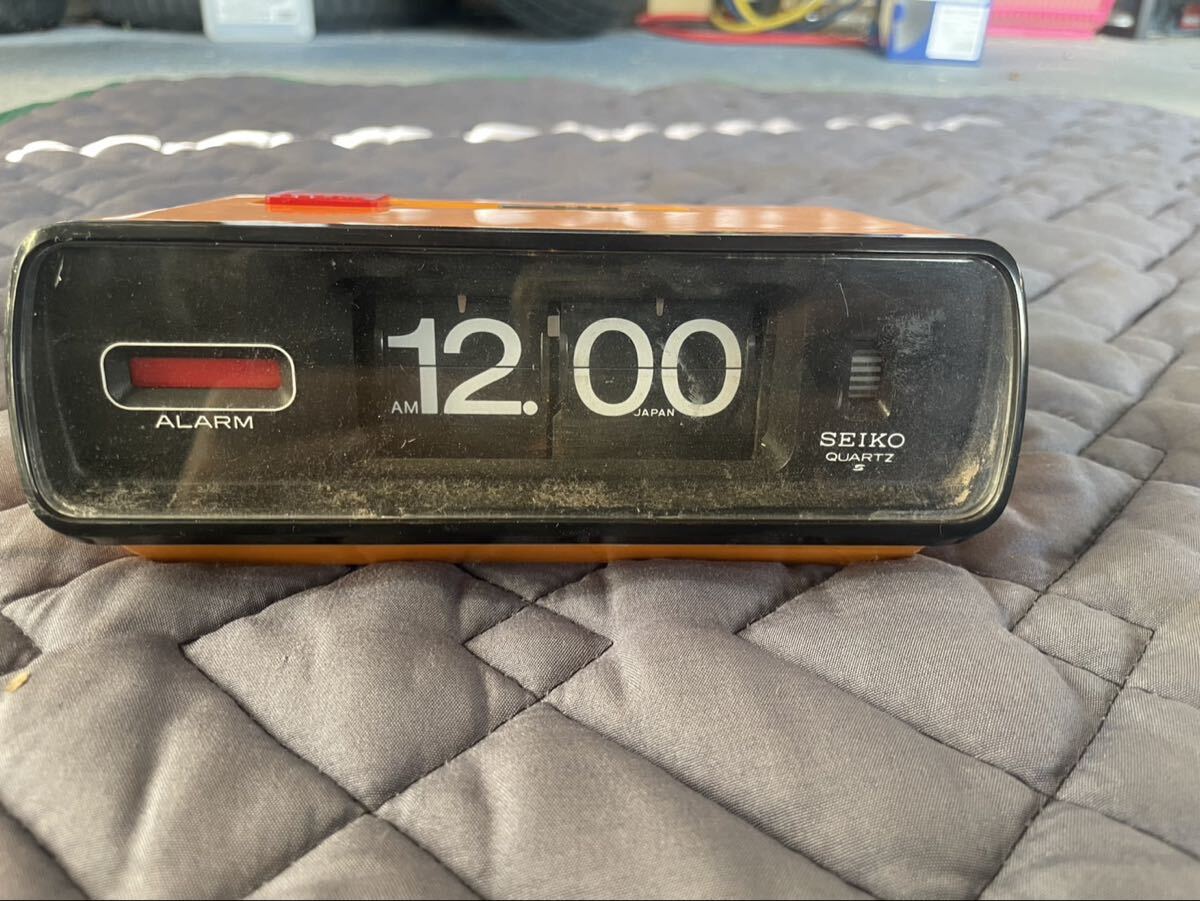 ALARM
AM 12. 00
JAPAN
SEIKO
QUARTZ